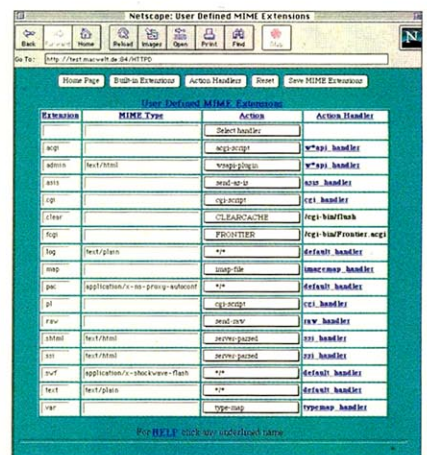 Netscape: User Defined MIME Extensions
Back Forward Home Reload Images Open Print Find Stop
N
Go To: http://test.macwelt.de:84/HTTPD
Home Page Built-in Extensions Action Handlers Reset Save MIME Extensions
User Defined MIME Extensions
Extension MIME Type Action Action Handler
Select handler
acgi acgi-script w*api_handler
admin text/html wsapi-plugin w*api_handler
asis send-as-is asis_handler
cgi cgi-script cgi_handler
clear CLEARCACHE /cgi-bin/flush
fcgi FRONTIER /cgi-bin/Frontier.acgi
log text/plain */* default_handler
map imap-file imagemap_handler
pac application/x-ns-proxy-autoconf */* default_handler
pl cgi-script cgi_handler
raw send-raw raw_handler
shtml text/html server-parsed ssi_handler
ssi text/html server-parsed ssi_handler
swf application/x-shockwave-flash */* default_handler
text text/plain */* default_handler
var type-map typemap_handler
For HELP click any underlined name